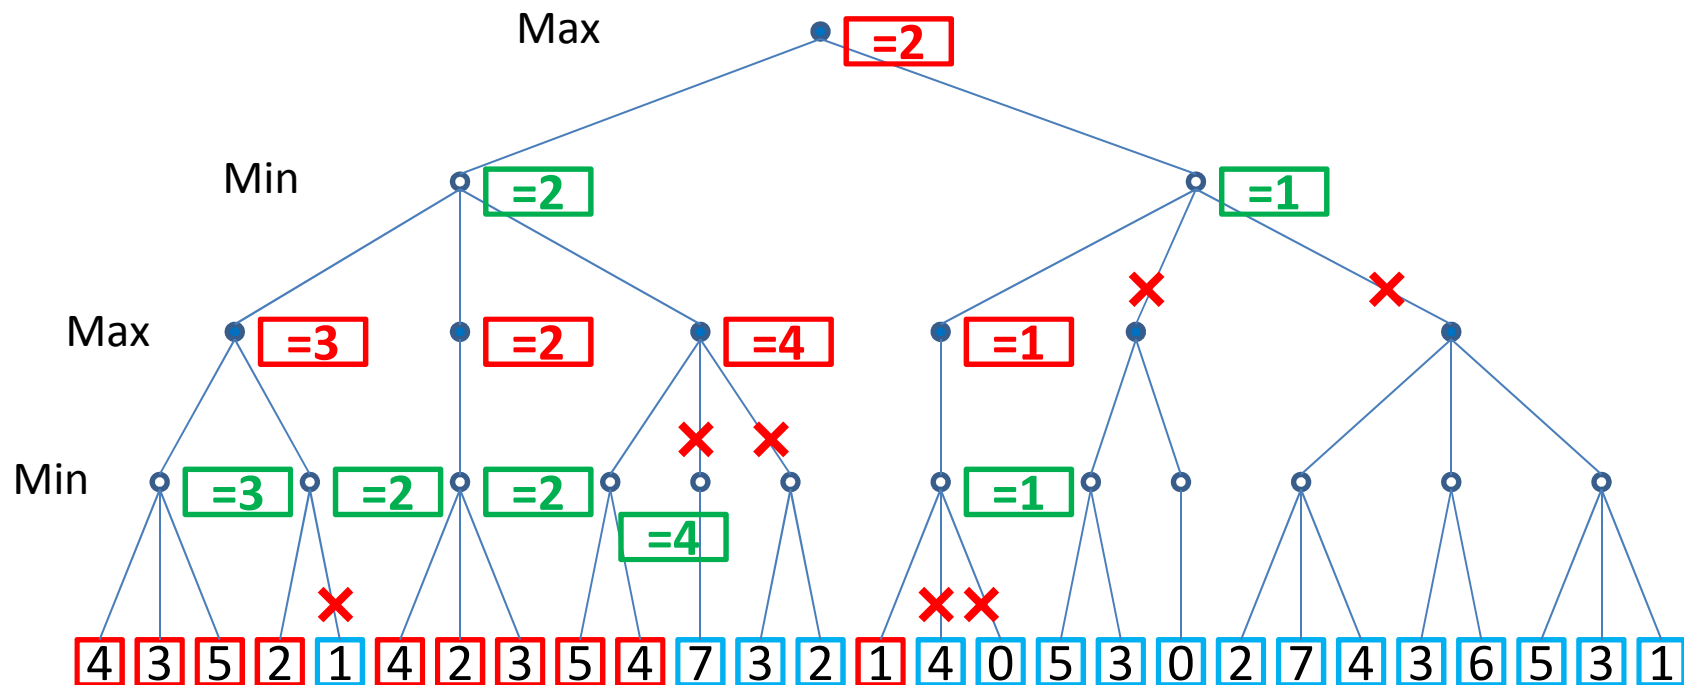 Max =2
Min =2 =1
Max =3 =2 =4 =1
Min =3 =2 =2 =1
=4
4 3 5 2 1 4 2 3 5 4 7 3 2 1 4 0 5 3 0 2 7 4 3 6 5 3 1